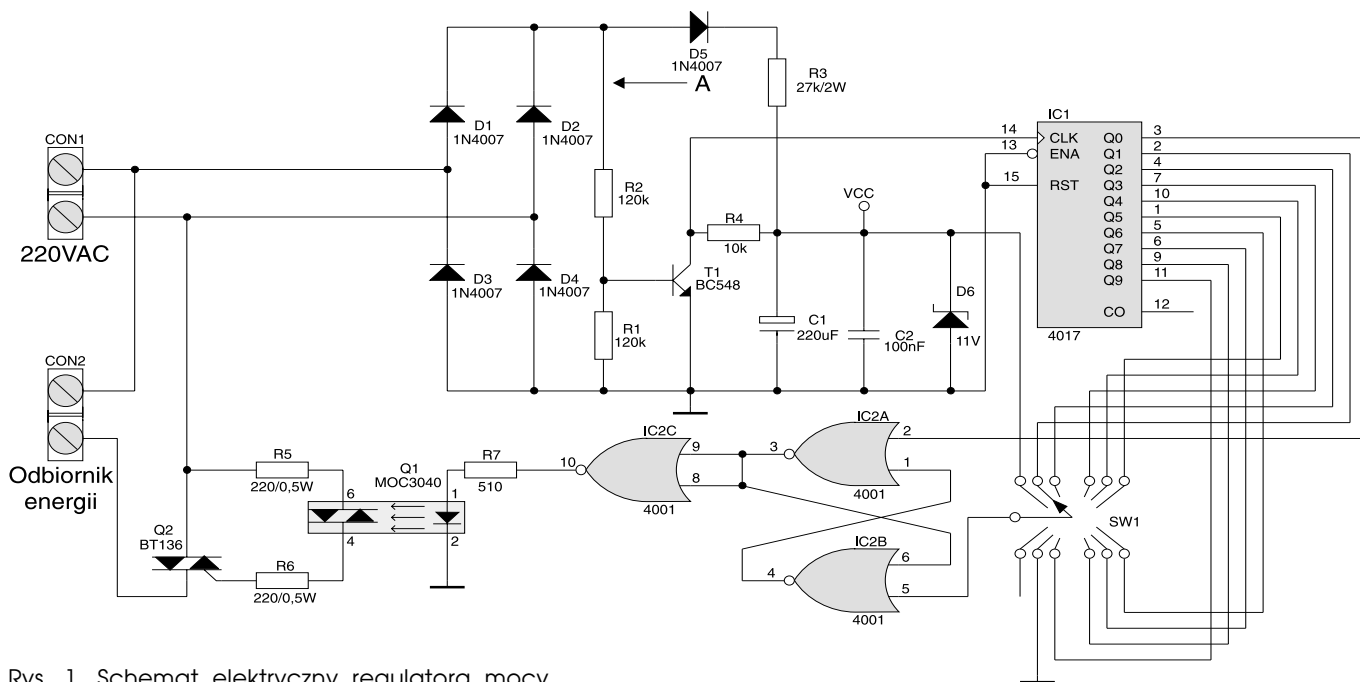 CON1
220VAC
CON2
Odbiornik
energii
D1
1N4007
D2
1N4007
D3
1N4007
D4
1N4007
D5
1N4007
A
R3
27k/2W
R2
120k
R1
120k
R4
10k
T1
BC548
VCC
C1
220uF
C2
100nF
D6
11V
IC1
14
13
15
CLK
ENA
RST
Q0
Q1
Q2
Q3
Q4
Q5
Q6
Q7
Q8
Q9
CO
3
2
4
7
10
1
5
6
9
11
12
4017
R5
220/0,5W
R6
220/0,5W
Q2
BT136
Q1
MOC3040
6
4
1
2
R7
510
IC2C
10
9
8
4001
IC2A
3
2
1
4001
IC2B
4
6
5
4001
SW1
Rys. 1. Schemat elektryczny regulatora mocy